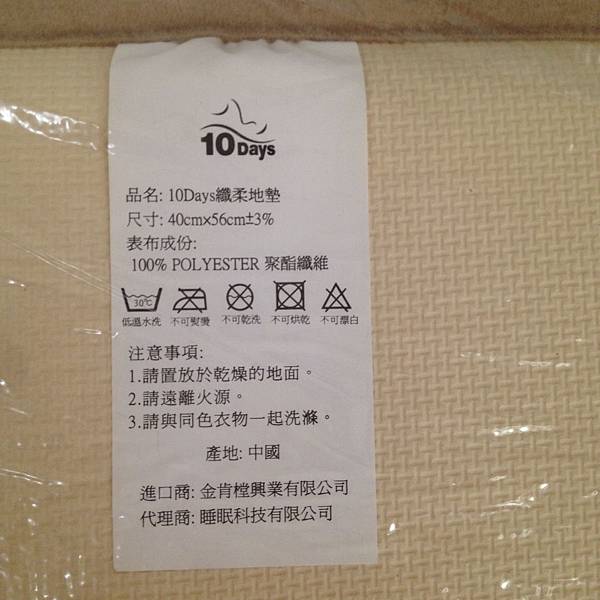 10Days
品名: 10Days纖柔地墊
尺寸: 40cm×56cm±3%
表布成份:
100% POLYESTER 聚酯纖維
30°C
低溫水洗 不可熨燙 不可乾洗 不可烘乾 不可漂白
注意事項:
1.請置放於乾燥的地面。
2.請遠離火源。
3.請與同色衣物一起洗滌。
產地: 中國
進口商: 金肯樘興業有限公司
代理商: 睡眠科技有限公司